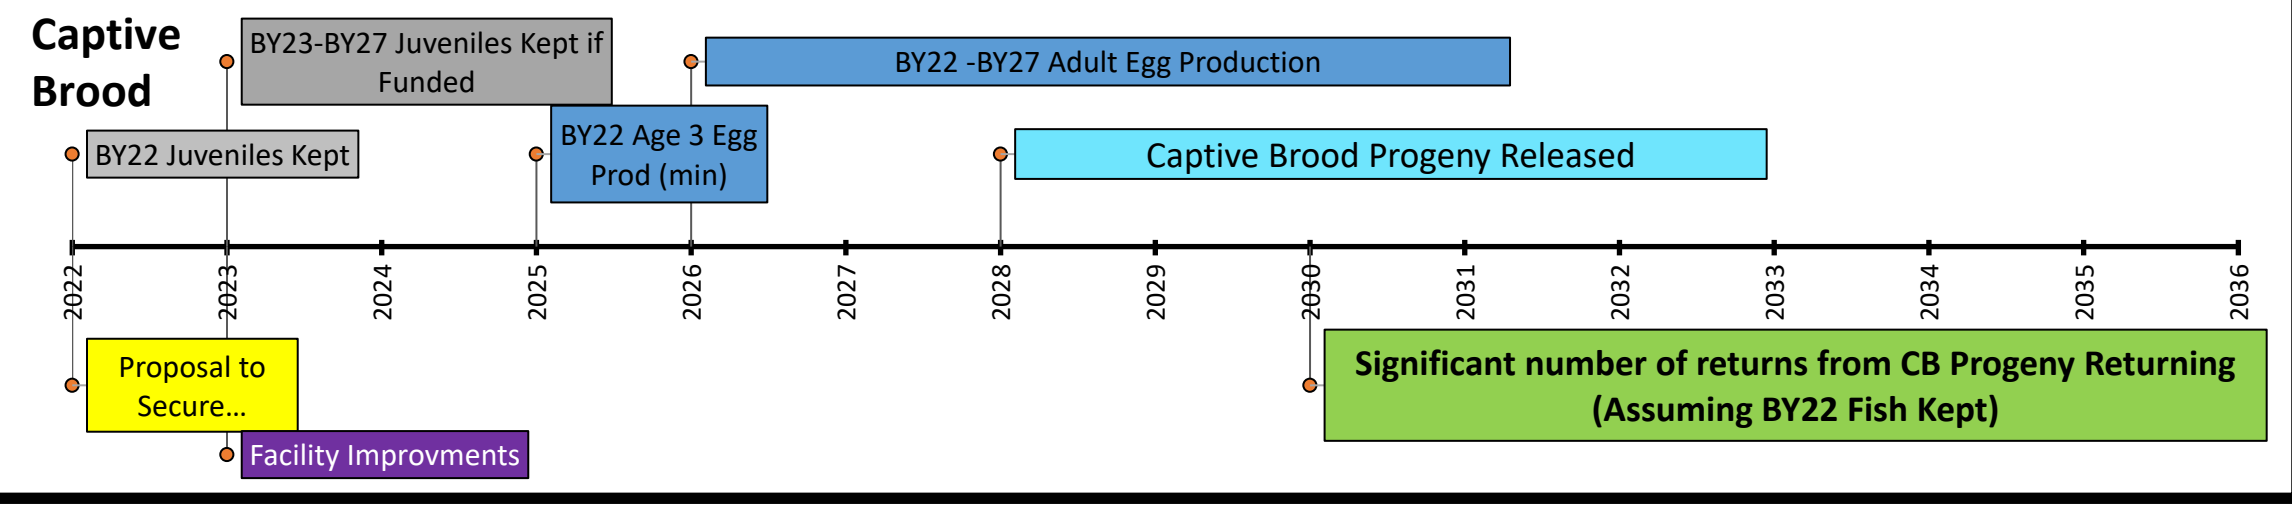 Captive
Brood
BY23-BY27 Juveniles Kept if
Funded
BY22 -BY27 Adult Egg Production
BY22 Juveniles Kept
BY22 Age 3 Egg
Prod (min)
Captive Brood Progeny Released
2022
2023
2024
2025
2026
2027
2028
2029
2030
2031
2032
2033
2034
2035
2036
Proposal to
Secure...
Significant number of returns from CB Progeny Returning
(Assuming BY22 Fish Kept)
Facility Improvments